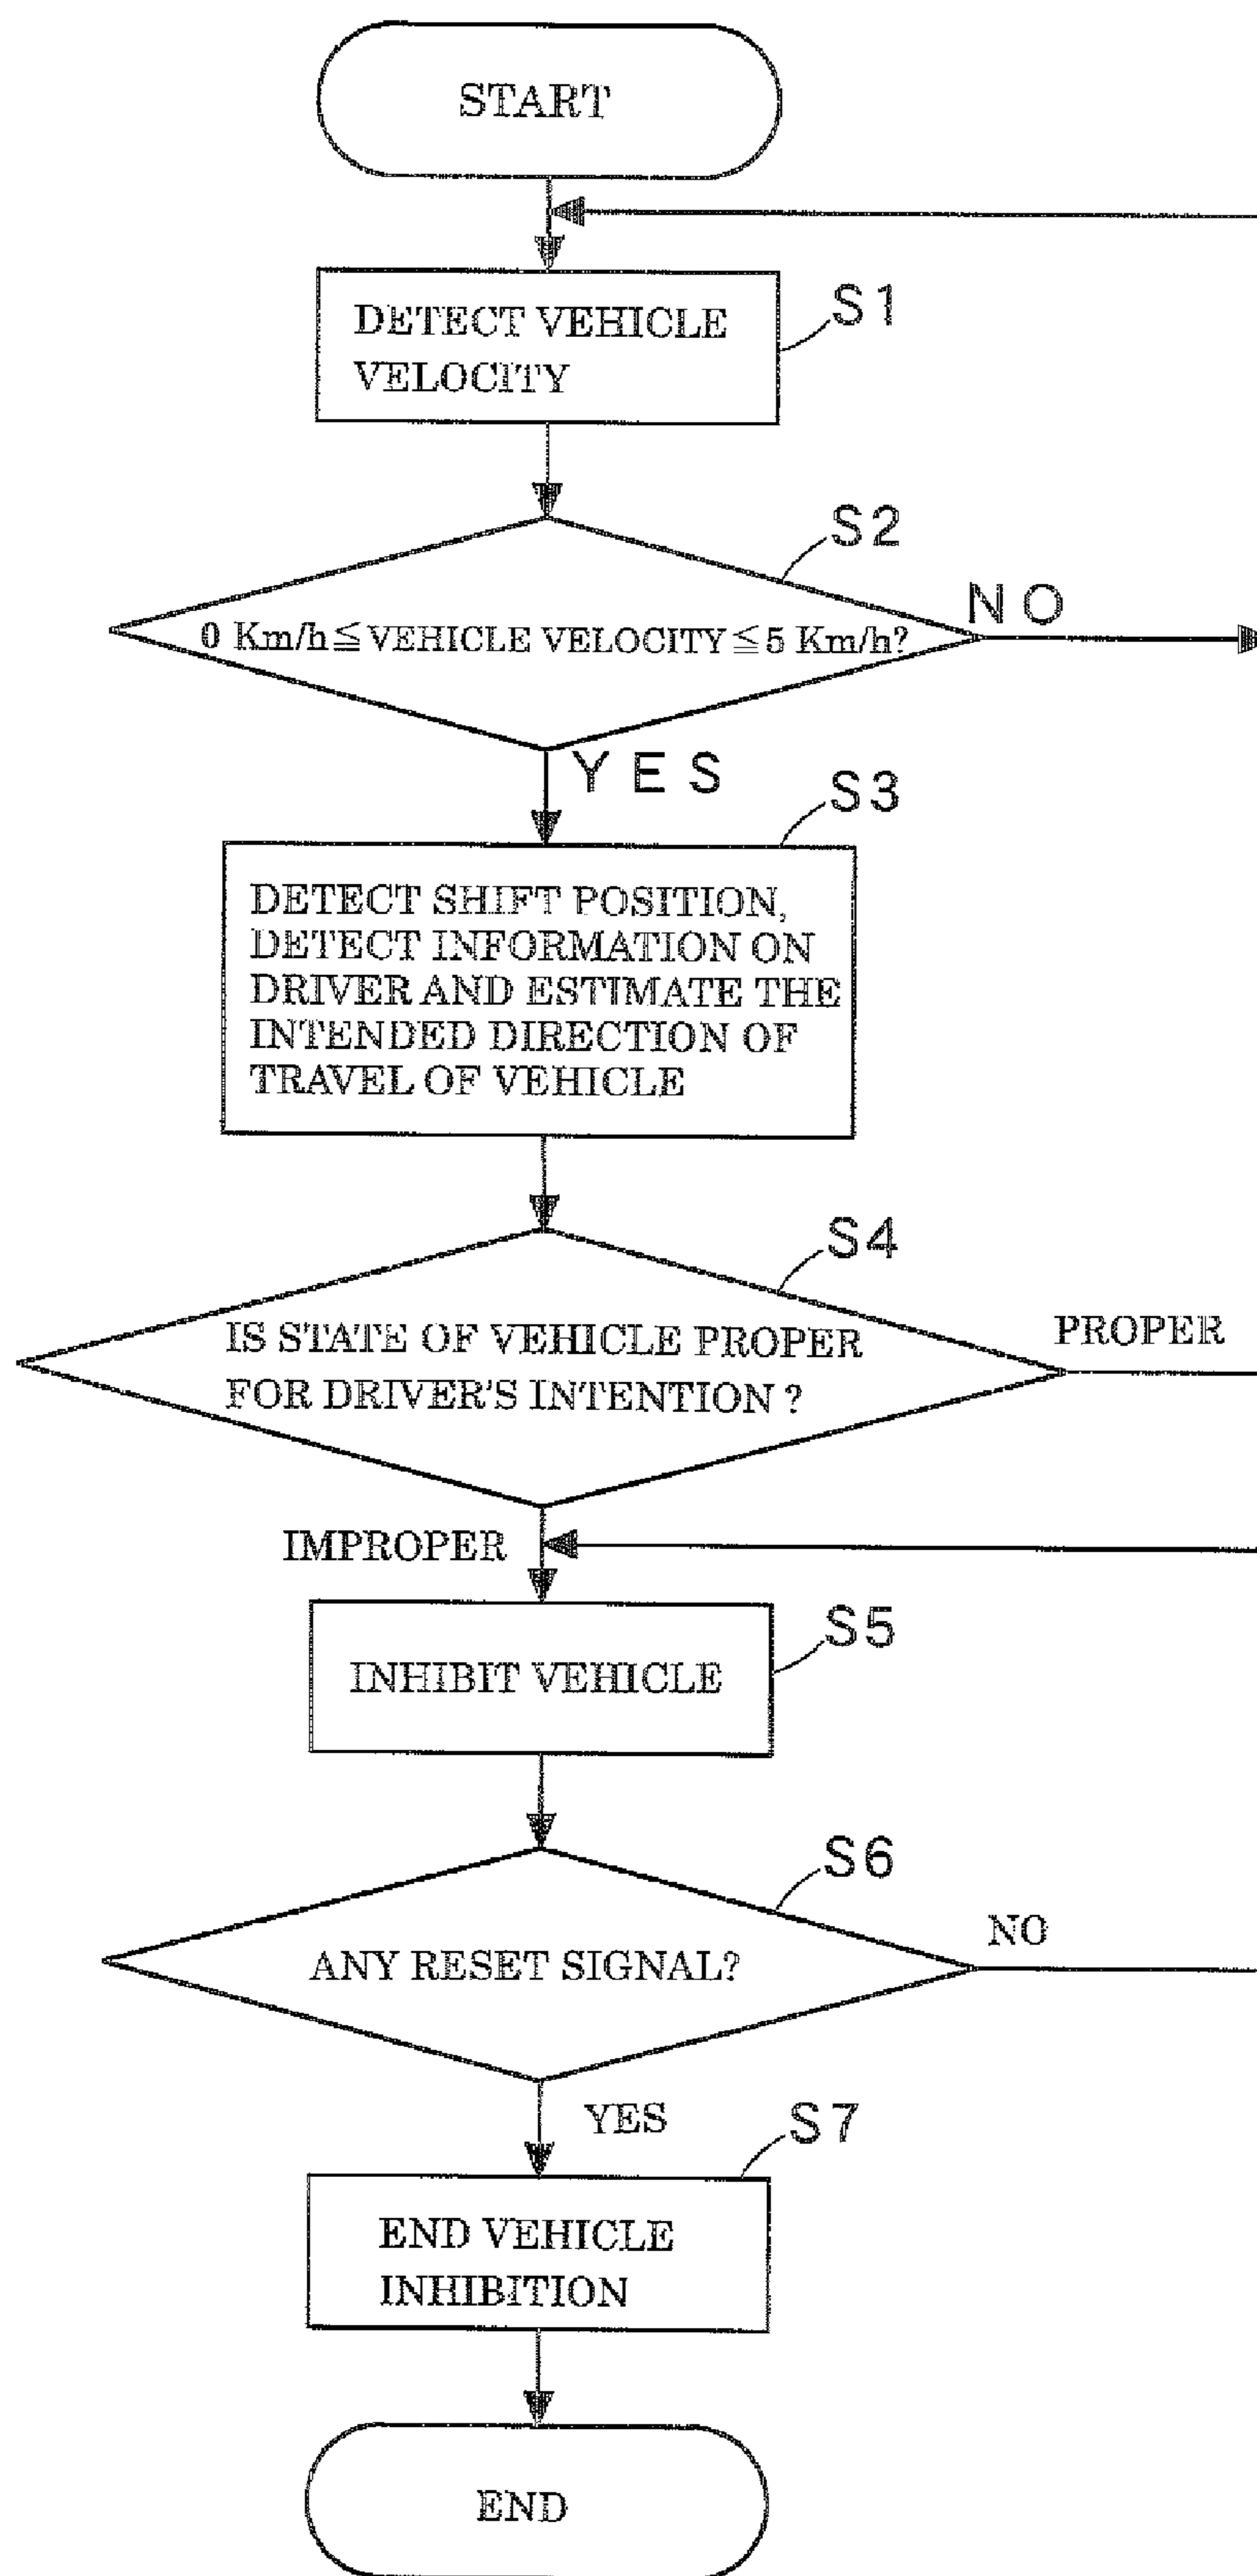 START
DETECT VEHICLE
VELOCITY
S1
0 Km/h≦VEHICLE VELOCITY≦5 Km/h?
S2
NO
YES
DETECT SHIFT POSITION,
DETECT INFORMATION ON
DRIVER AND ESTIMATE THE
INTENDED DIRECTION OF
TRAVEL OF VEHICLE
S3
IS STATE OF VEHICLE PROPER
FOR DRIVER'S INTENTION ?
S4
PROPER
IMPROPER
INHIBIT VEHICLE
S5
ANY RESET SIGNAL?
S6
NO
YES
END VEHICLE
INHIBITION
S7
END